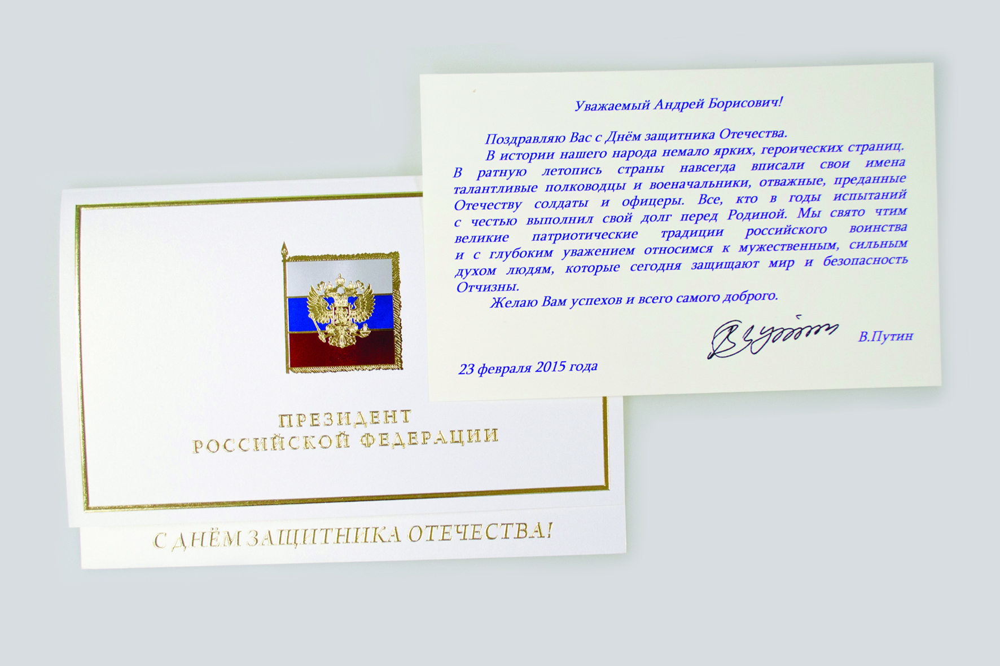 Уважаемый Андрей Борисович!
Поздравляю Вас с Днём защитника Отечества.
В истории нашего народа немало ярких, героических страниц.
В ратную летопись страны навсегда вписали свои имена
талантливые полководцы и военачальники, отважные, преданные
Отечеству солдаты и офицеры. Все, кто в годы испытаний
с честью выполнил свой долг перед Родиной. Мы свято чтим
великие патриотические традиции российского воинства
и с глубоким уважением относимся к мужественным, сильным
духом людям, которые сегодня защищают мир и безопасность
Отчизны.
Желаю Вам успехов и всего самого доброго.
В.Путин
23 февраля 2015 года
ПРЕЗИДЕНТ
РОССИЙСКОЙ ФЕДЕРАЦИИ
С ДНЁМ ЗАЩИТНИКА ОТЕЧЕСТВА!